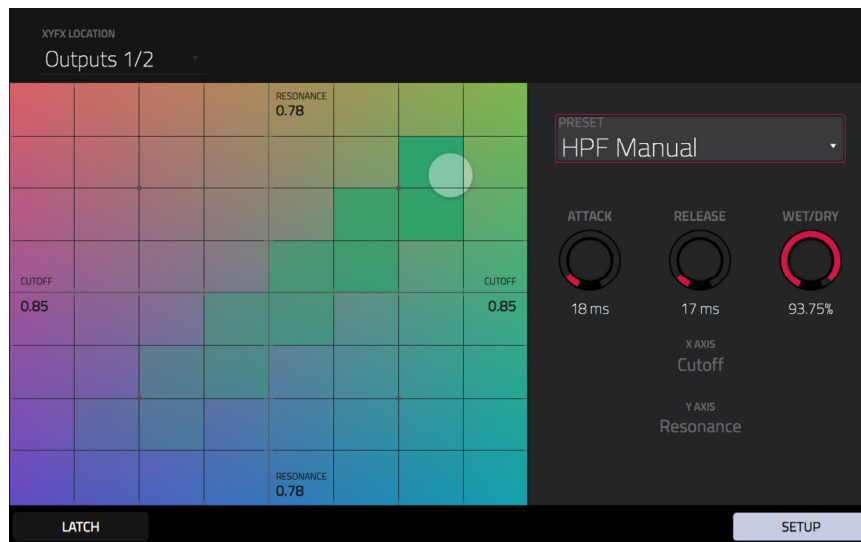 XYFX LOCATION
Outputs 1/2
RESONANCE
0.78
CUTOFF
0.85
CUTOFF
0.85
RESONANCE
0.78
PRESET
HPF Manual
ATTACK RELEASE WET/DRY
18 ms 17 ms 93.75%
X AXIS
Cutoff
Y AXIS
Resonance
LATCH
SETUP